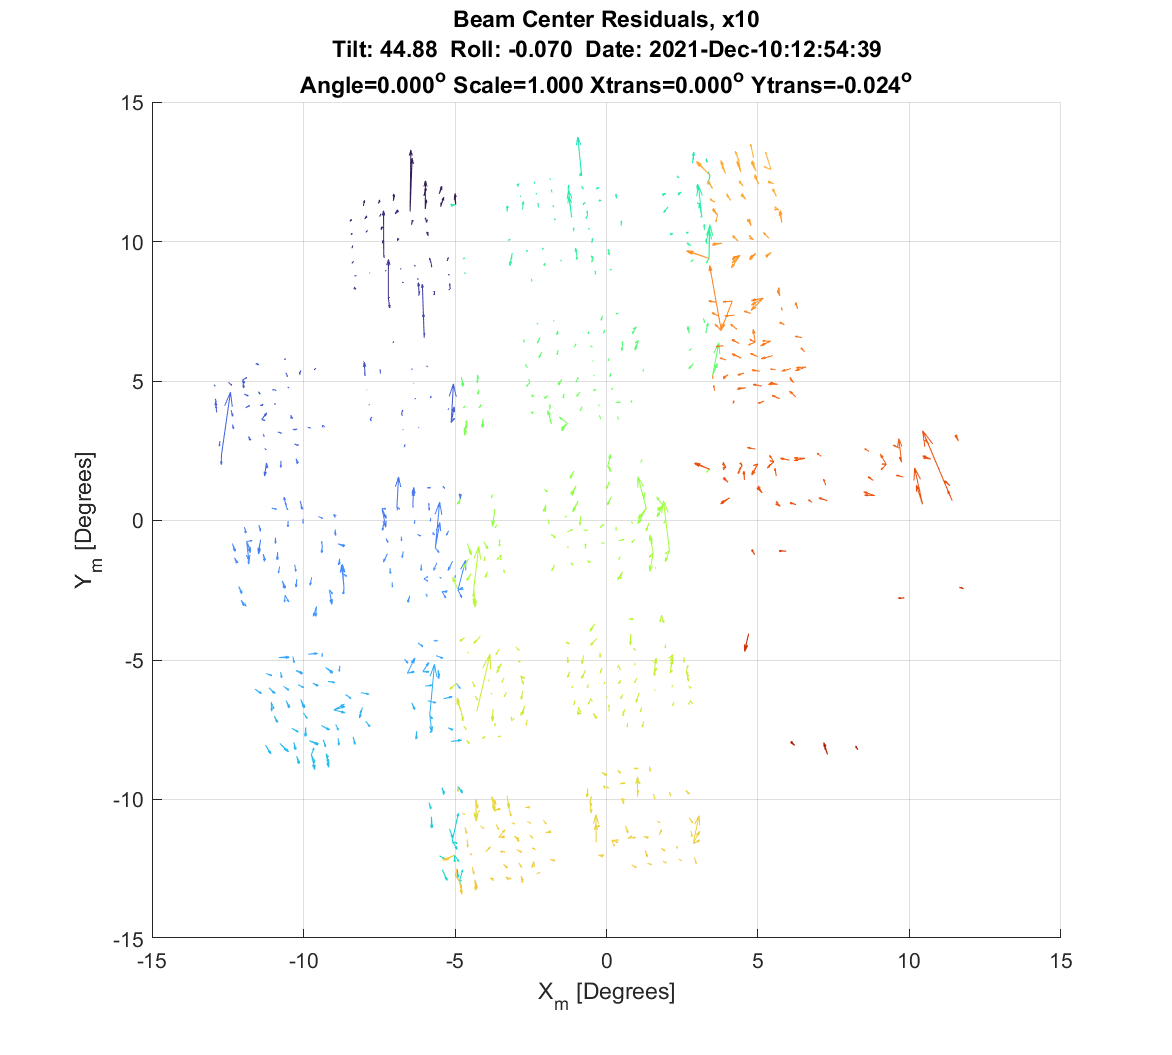 Beam Center Residuals, x10
Tilt: 44.88 Roll: -0.070 Date: 2021-Dec-10:12:54:39
Angle=0.000° Scale=1.000 Xtrans=0.000° Ytrans=-0.024°
15
10
5
0
-5
-10
-15
Y_m [Degrees]
-15 -10 -5 0 5 10 15
X_m [Degrees]